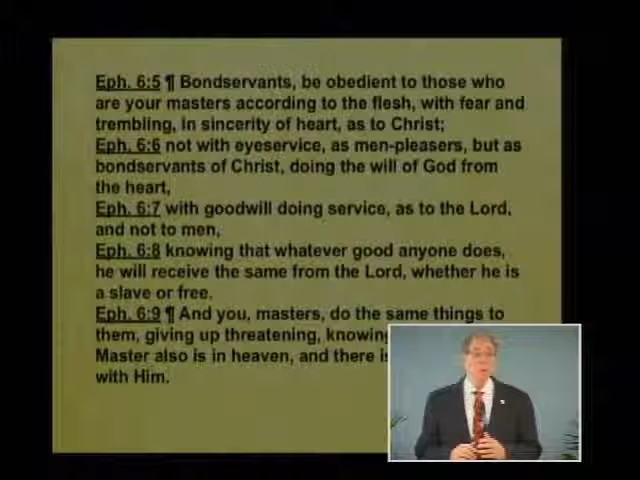 Eph. 6:5 ¶ Bondservants, be obedient to those who
are your masters according to the flesh, with fear and
trembling, in sincerity of heart, as to Christ;
Eph. 6:6 not with eyeservice, as men-pleasers, but as
bondservants of Christ, doing the will of God from
the heart,
Eph. 6:7 with goodwill doing service, as to the Lord,
and not to men,
Eph. 6:8 knowing that whatever good anyone does,
he will receive the same from the Lord, whether he is
a slave or free.
Eph. 6:9 ¶ And you, masters, do the same things to
them, giving up threatening, knowing
Master also is in heaven, and there
with Him.